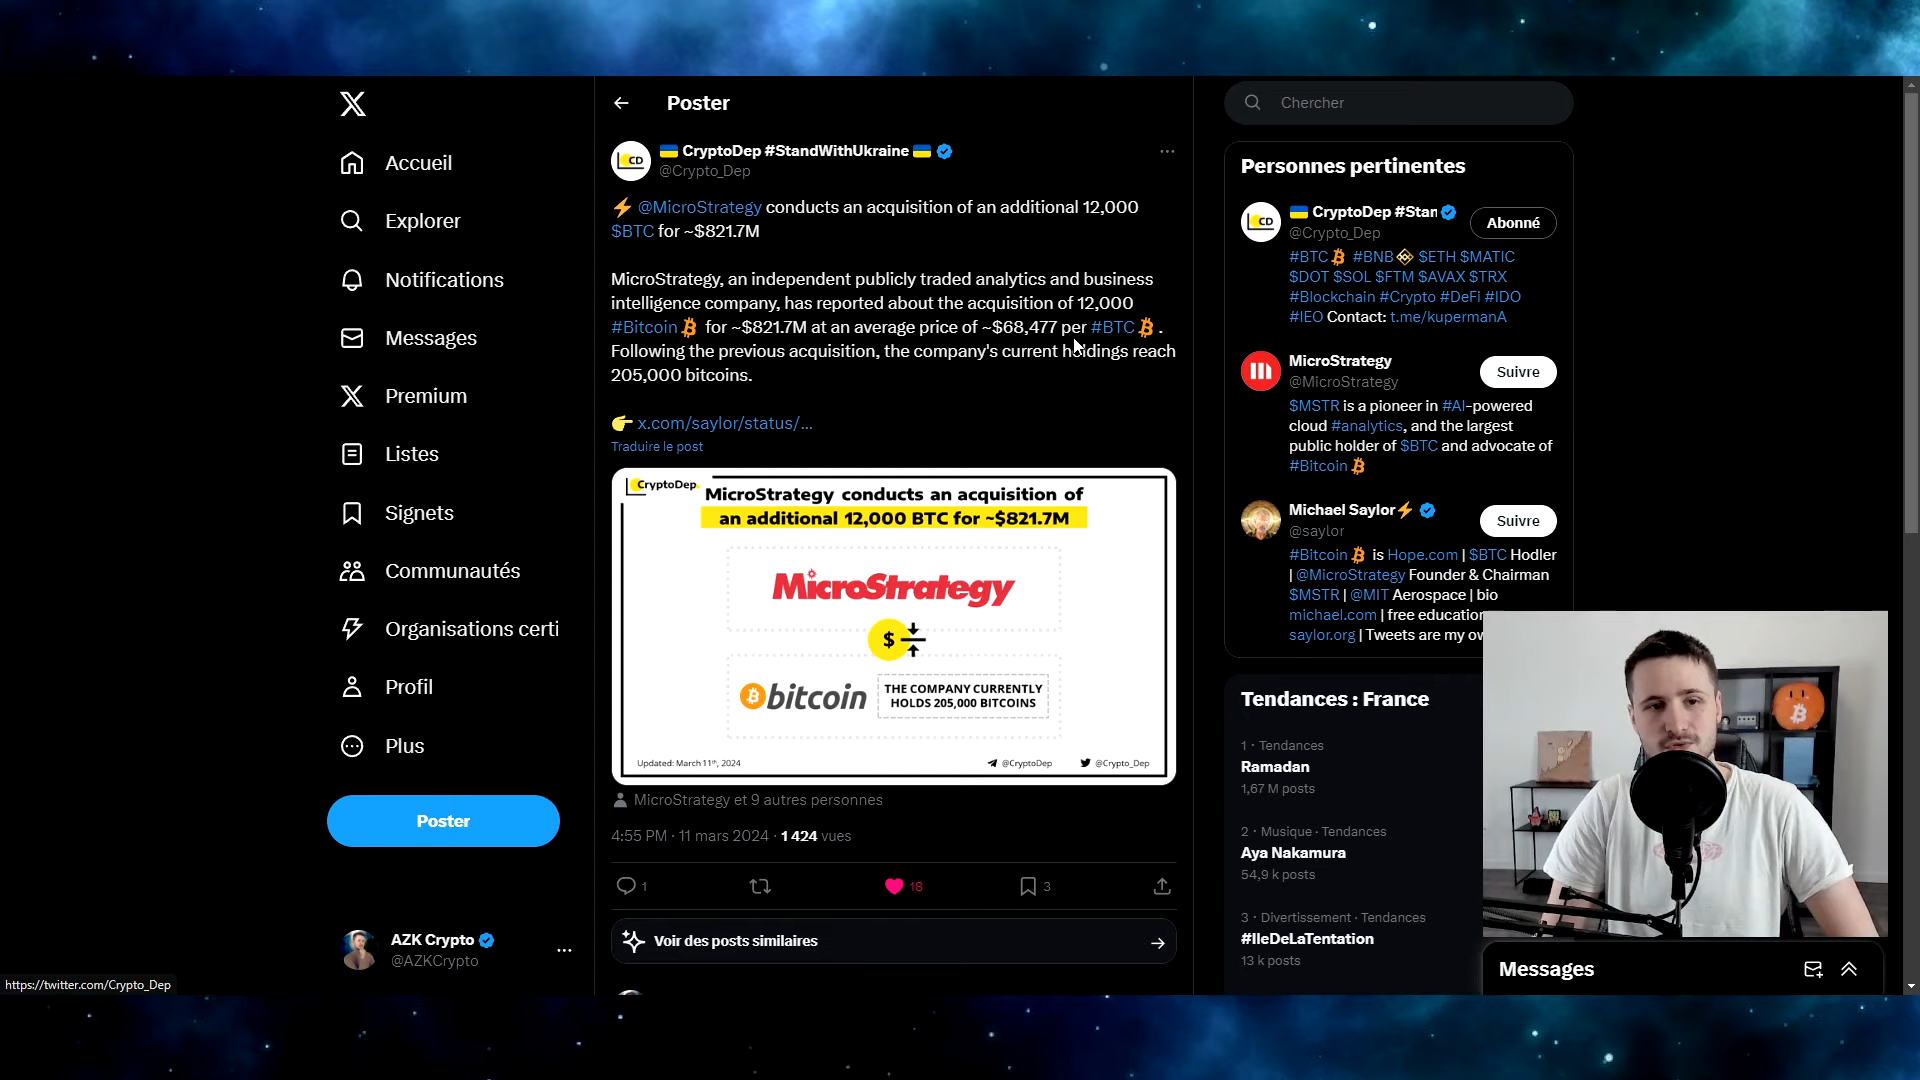 Accueil
Explorer
Notifications
Messages
Premium
Listes
Signets
Communautés
Organisations certi
Profil
Plus
Poster
AZK Crypto
@AZKCrypto
https://twitter.com/Crypto_Dep
Poster
CD
CryptoDep #StandWithUkraine
@Crypto_Dep
@MicroStrategy conducts an acquisition of an additional 12,000
$BTC for ~$821.7M
MicroStrategy, an independent publicly traded analytics and business
intelligence company, has reported about the acquisition of 12,000
#Bitcoin for ~$821.7M at an average price of ~$68,477 per #BTC .
Following the previous acquisition, the company's current holdings reach
205,000 bitcoins.
x.com/saylor/status/...
Traduire le post
CryptoDep
MicroStrategy conducts an acquisition of
an additional 12,000 BTC for ~$821.7M
MicroStrategy
$
bitcoin
THE COMPANY CURRENTLY
HOLDS 205,000 BITCOINS
Updated: March 11th, 2024
@CryptoDep
@Crypto_Dep
MicroStrategy et 9 autres personnes
4:55 PM · 11 mars 2024 · 1 424 vues
1
18
3
Voir des posts similaires
Chercher
Personnes pertinentes
CD
CryptoDep #Stan
@Crypto_Dep
Abonné
#BTC #BNB $ETH $MATIC
$DOT $SOL $FTM $AVAX $TRX
#Blockchain #Crypto #DeFi #IDO
#IEO Contact: t.me/kupermanA
MicroStrategy
@MicroStrategy
Suivre
$MSTR is a pioneer in #AI-powered
cloud #analytics, and the largest
public holder of $BTC and advocate of
#Bitcoin
Michael Saylor
@saylor
Suivre
#Bitcoin is Hope.com | $BTC Hodler
| @MicroStrategy Founder & Chairman
$MSTR | @MIT Aerospace | bio
michael.com | free education
saylor.org | Tweets are my ow
Tendances : France
1 · Tendances
Ramadan
1,67 M posts
2 · Musique · Tendances
Aya Nakamura
54,9 k posts
3 · Divertissement · Tendances
#IleDeLaTentation
13 k posts
Messages